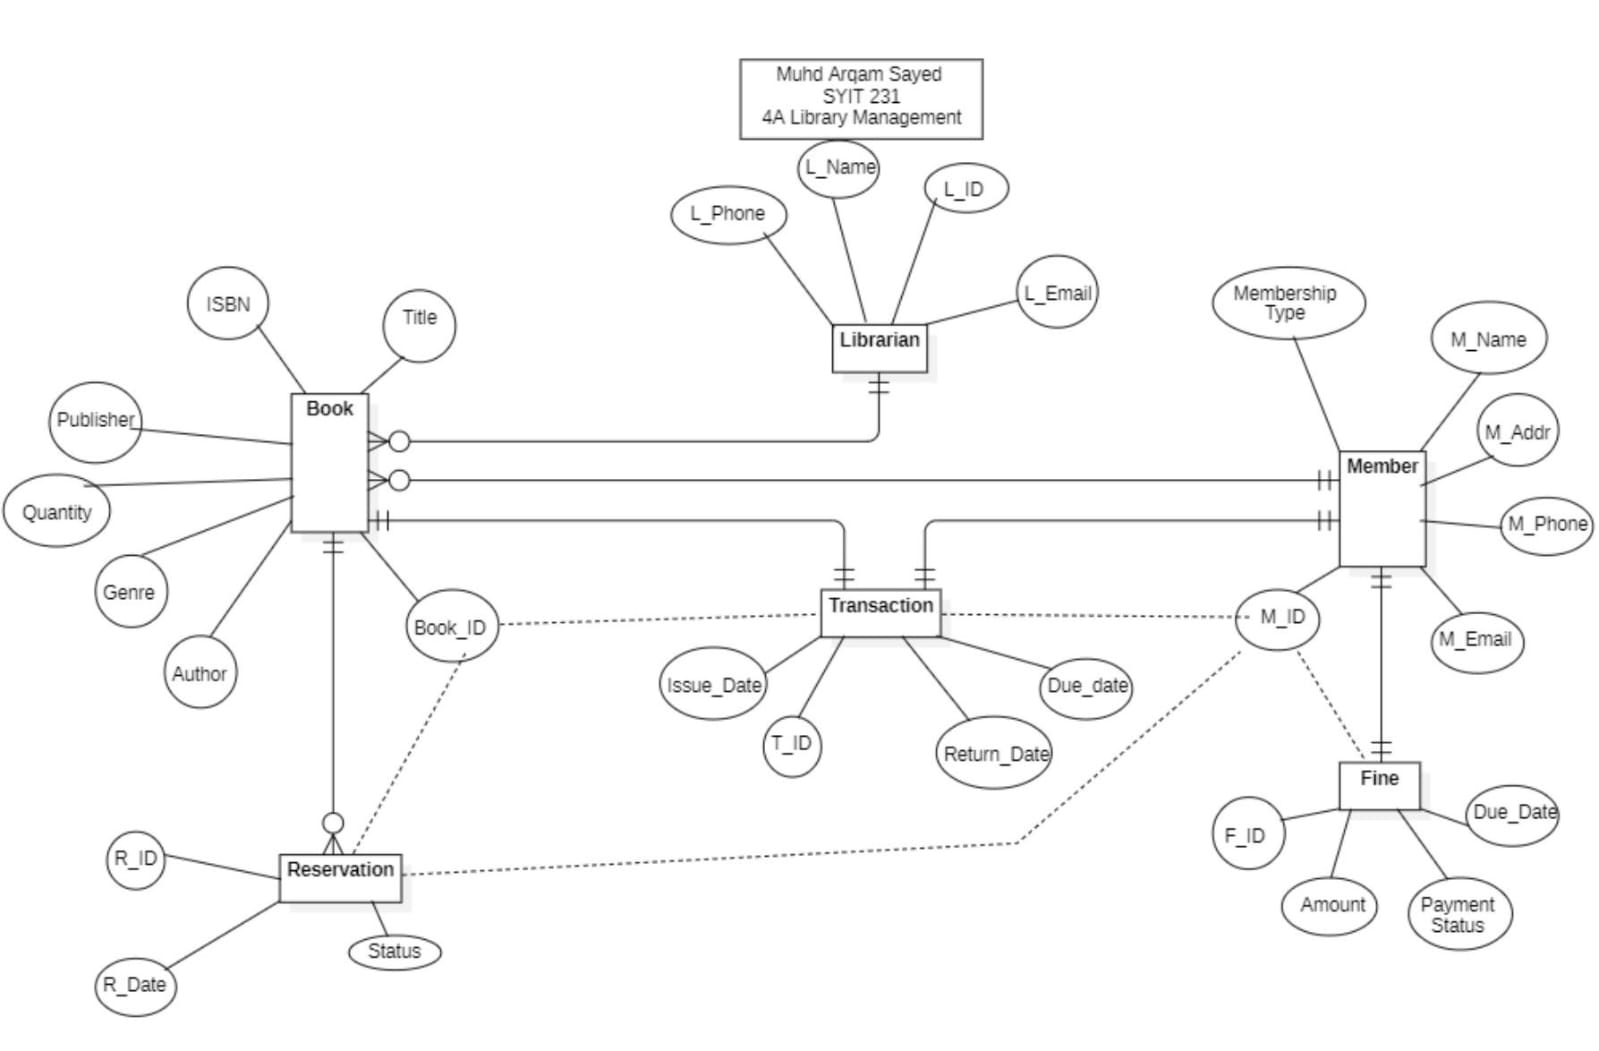 Muhd Arqam Sayed
SYIT 231
4A Library Management
L_Name
L_ID
L_Phone
L_Email
Librarian
ISBN
Title
Publisher
Book
Quantity
Genre
Author
Book_ID
Membership
Type
M_Name
M_Addr
Member
M_Phone
M_ID
M_Email
Transaction
Issue_Date
T_ID
Return_Date
Due_date
Fine
F_ID
Due_Date
Amount
Payment
Status
R_ID
Reservation
Status
R_Date